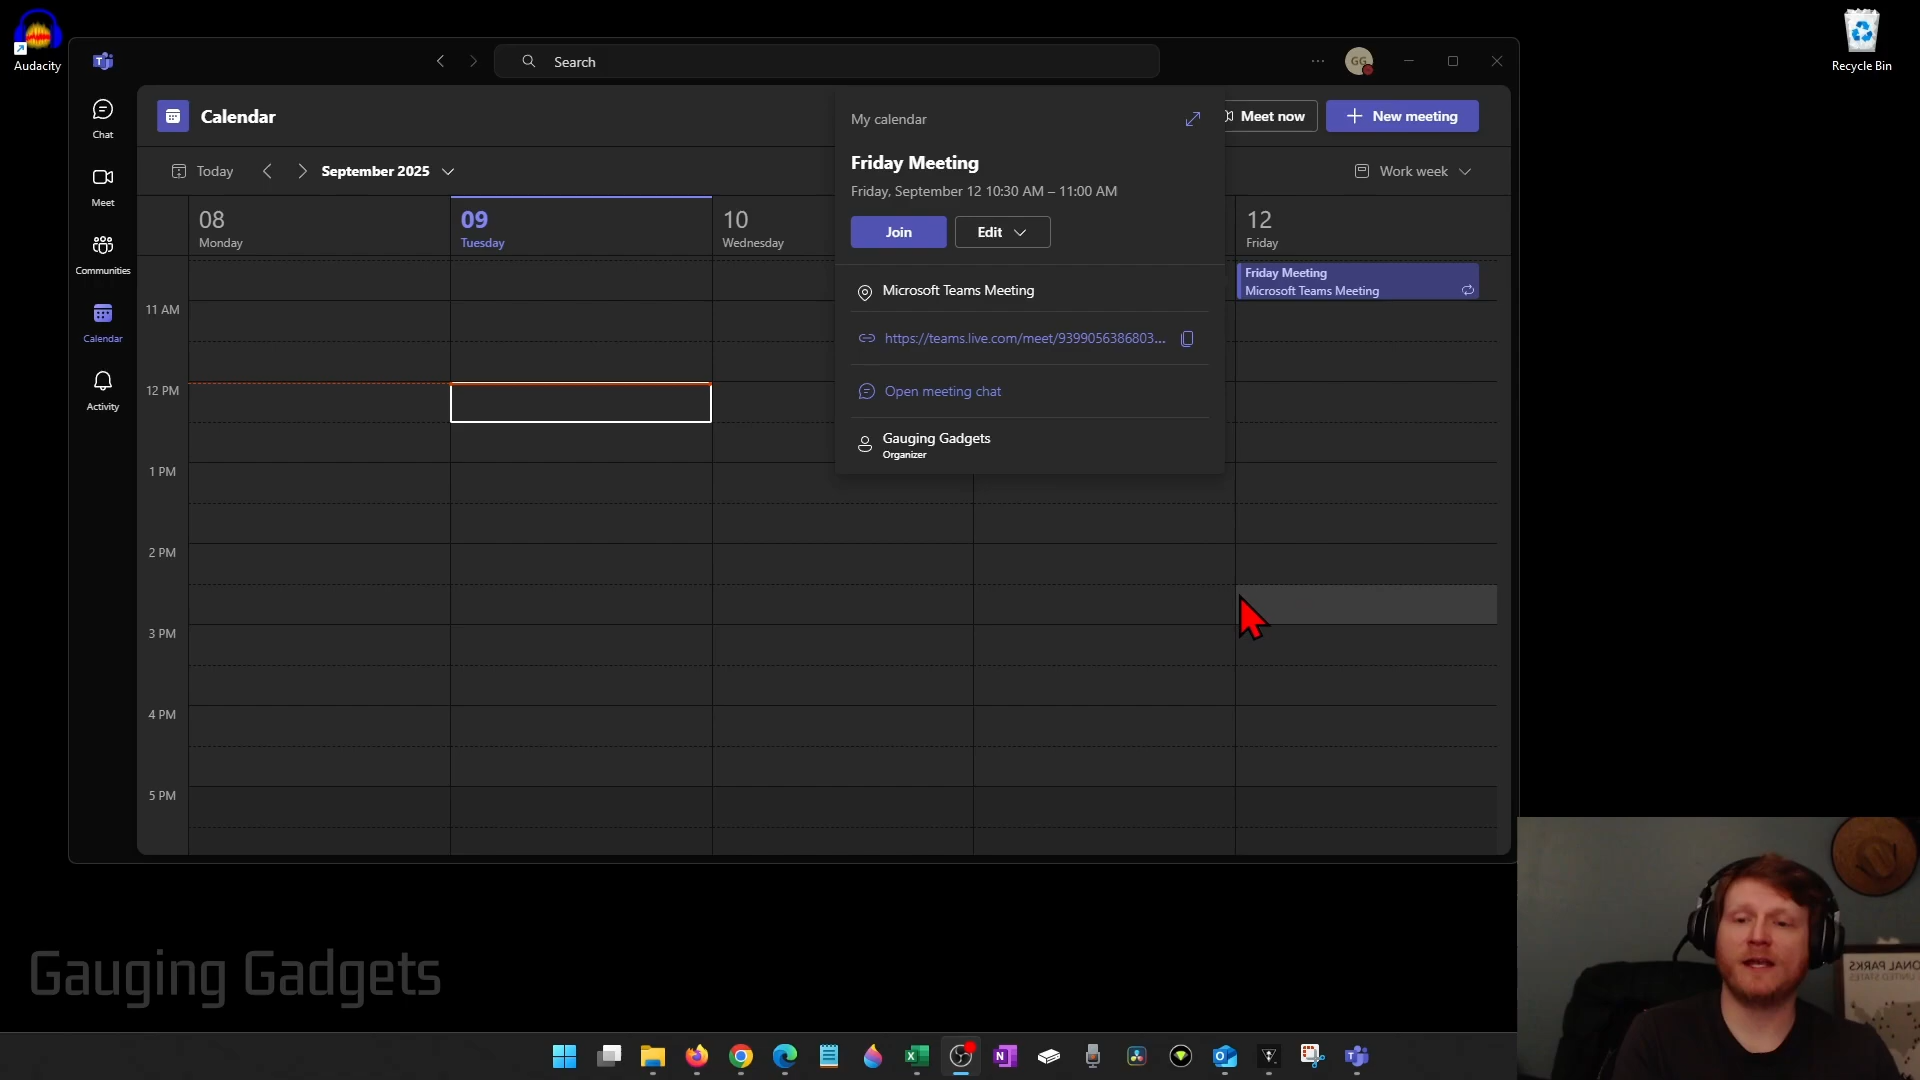 Audacity
Recycle Bin
Search
GG
Chat
Meet
Communities
Calendar
Activity
Calendar
Meet now
New meeting
Today
September 2025
Work week
08
Monday
09
Tuesday
10
Wednesday
12
Friday
11 AM
12 PM
1 PM
2 PM
3 PM
4 PM
5 PM
Friday Meeting
Microsoft Teams Meeting
My calendar
Friday Meeting
Friday, September 12 10:30 AM – 11:00 AM
Join
Edit
Microsoft Teams Meeting
https://teams.live.com/meet/9399056386803...
Open meeting chat
Gauging Gadgets
Organizer
Gauging Gadgets